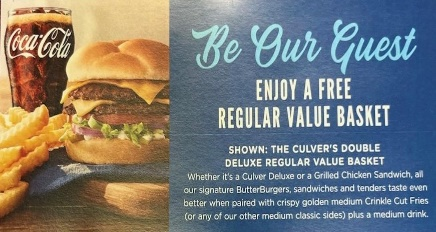 Coca-Cola
Be Our Guest
ENJOY A FREE
REGULAR VALUE BASKET
SHOWN: THE CULVER'S DOUBLE
DELUXE REGULAR VALUE BASKET
Whether it's a Culver Deluxe or a Grilled Chicken Sandwich, all
our signature ButterBurgers, sandwiches and tenders taste even
better when paired with crispy golden medium Crinkle Cut Fries
(or any of our other medium classic sides) plus a medium drink.